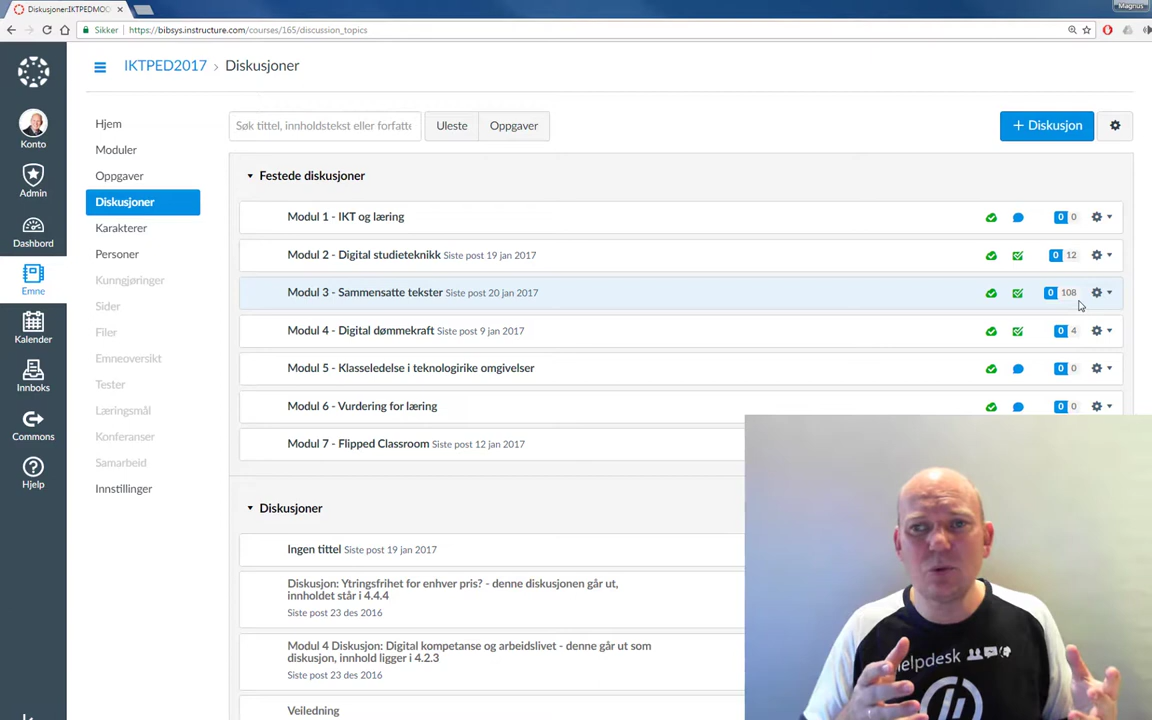 Diskusjoner:IKTPEDMO
Magnus
Sikker
https://bibsys.instructure.com/courses/165/discussion_topics
IKTPED2017 › Diskusjoner
Konto
Admin
Dashbord
Emne
Kalender
Innboks
Commons
Hjelp
Hjem
Moduler
Oppgaver
Diskusjoner
Karakterer
Personer
Kunngjøringer
Sider
Filer
Emneoversikt
Tester
Læringsmål
Konferanser
Samarbeid
Innstillinger
Søk tittel, innholdstekst eller forfatte
Uleste
Oppgaver
+ Diskusjon
Festede diskusjoner
Modul 1 - IKT og læring 0 0
Modul 2 - Digital studieteknikk Siste post 19 jan 2017 0 12
Modul 3 - Sammensatte tekster Siste post 20 jan 2017 0 108
Modul 4 - Digital dømmekraft Siste post 9 jan 2017 0 4
Modul 5 - Klasseledelse i teknologirike omgivelser 0 0
Modul 6 - Vurdering for læring 0 0
Modul 7 - Flipped Classroom Siste post 12 jan 2017
Diskusjoner
Ingen tittel Siste post 19 jan 2017
Diskusjon: Ytringsfrihet for enhver pris? - denne diskusjonen går ut,
innholdet står i 4.4.4
Siste post 23 des 2016
Modul 4 Diskusjon: Digital kompetanse og arbeidslivet - denne går ut som
diskusjon, innhold ligger i 4.2.3
Siste post 23 des 2016
Veiledning
helpdesk